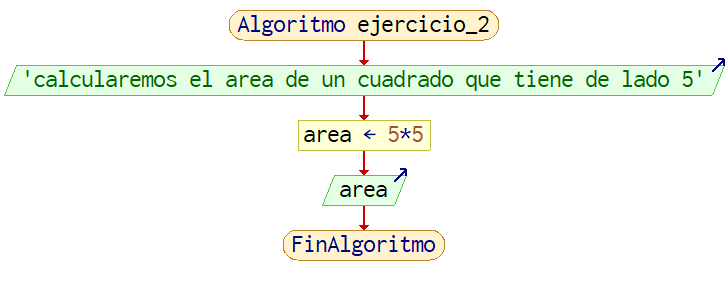 Algoritmo ejercicio_2
'calcularemos el area de un cuadrado que tiene de lado 5'
area ← 5*5
area
FinAlgoritmo